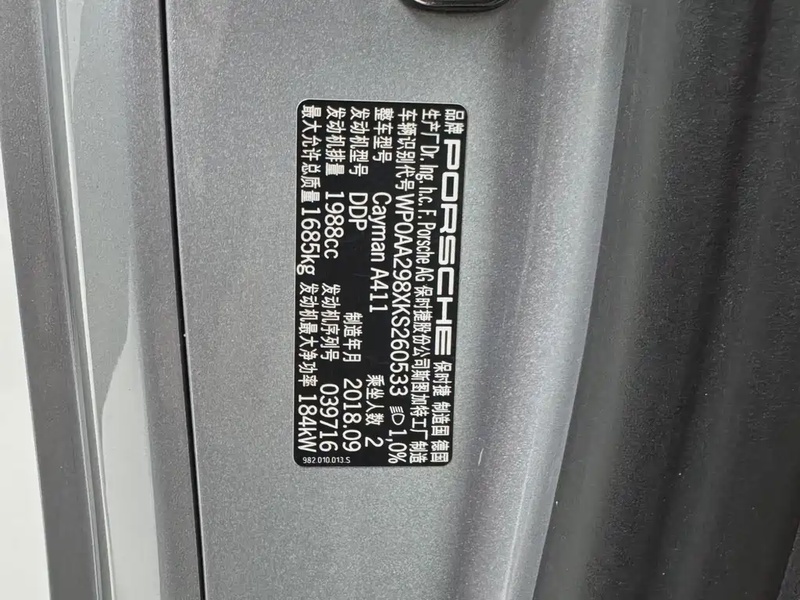 品牌 PORSCHE 保时捷 制造国 德国
生产厂 Dr. Ing. h.c. F. Porsche AG 保时捷股份公司斯图加特工厂制造
车辆识别代号 WP0AA298XKS260533 1,0%
整车型号 Cayman A411 乘坐人数 2
发动机型号 DDP 制造年月 2018.09
发动机排量 1988cc 发动机序列号 039716
最大允许总质量 1685kg 发动机最大净功率 184kW
982.010.013.S